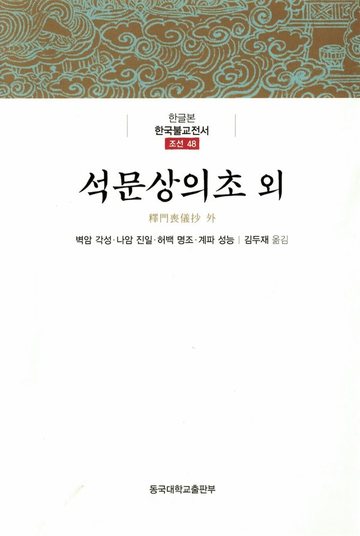 한글본
한국불교전서
조선 48
석문상의초 외
釋門喪儀抄 外
벽암 각성·나암 진일·허백 명조·계파 성능 | 김두재 옮김
동국대학교출판부